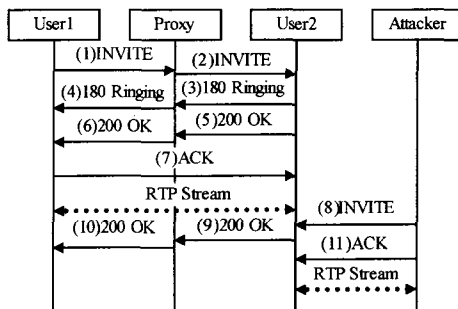 User1 Proxy User2 Attacker
(1)INVITE
(2)INVITE
(4)180 Ringing
(3)180 Ringing
(6)200 OK
(5)200 OK
(7)ACK
RTP Stream
(8)INVITE
(10)200 OK
(9)200 OK
(11)ACK
RTP Stream